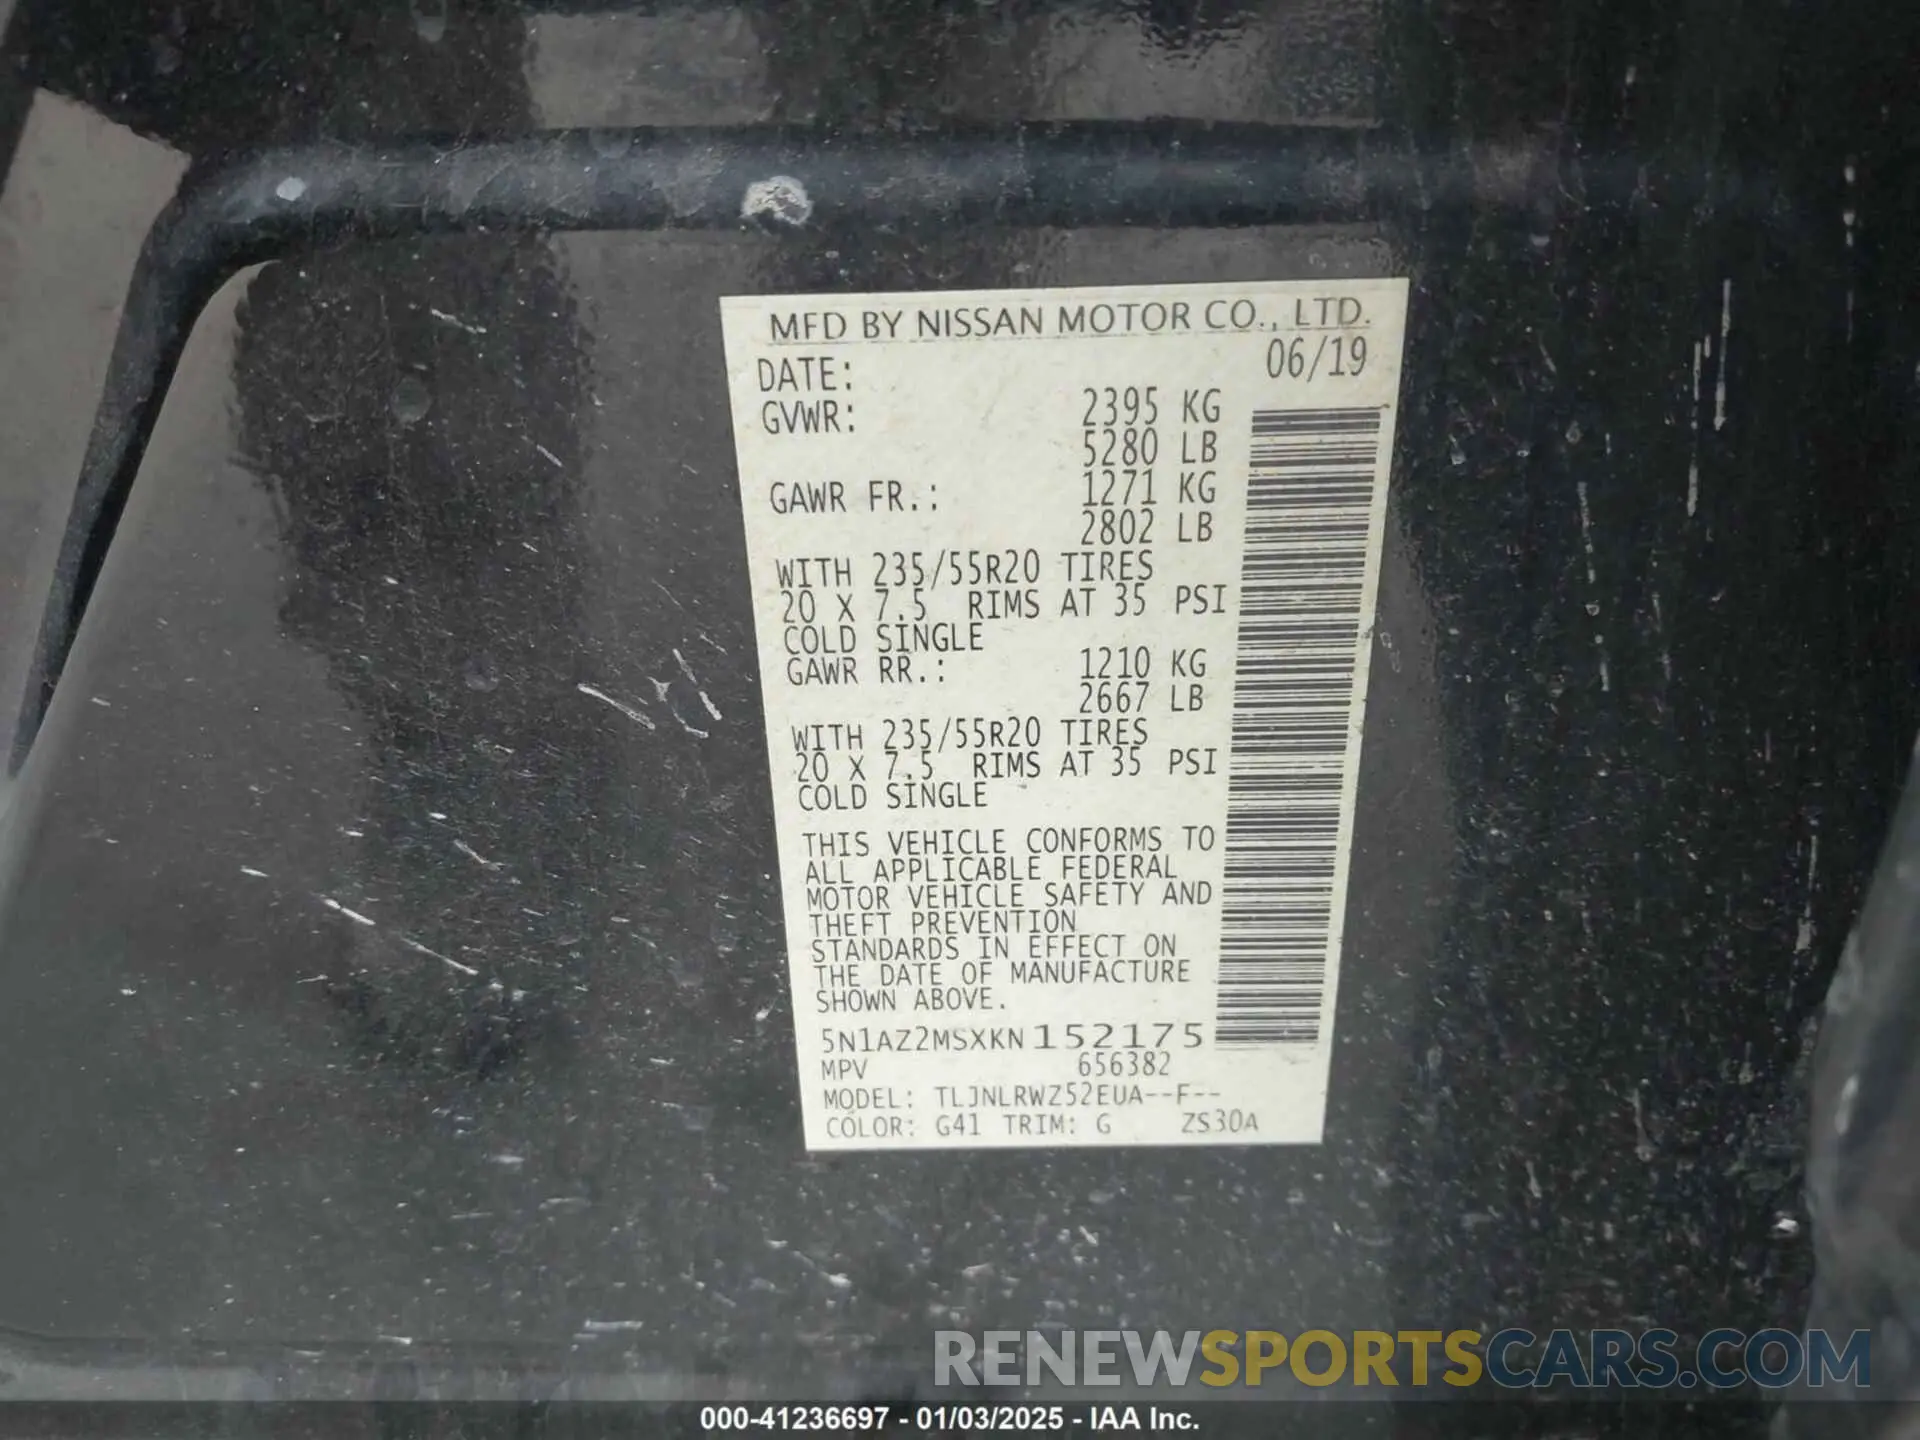 MFD BY NISSAN MOTOR CO., LTD.
DATE: 06/19
GVWR: 2395 KG
5280 LB
GAWR FR.: 1271 KG
2802 LB
WITH 235/55R20 TIRES
20 X 7.5 RIMS AT 35 PSI
COLD SINGLE
GAWR RR.: 1210 KG
2667 LB
WITH 235/55R20 TIRES
20 X 7.5 RIMS AT 35 PSI
COLD SINGLE
THIS VEHICLE CONFORMS TO
ALL APPLICABLE FEDERAL
MOTOR VEHICLE SAFETY AND
THEFT PREVENTION
STANDARDS IN EFFECT ON
THE DATE OF MANUFACTURE
SHOWN ABOVE.
5N1AZ2MSXKN152175
MPV 656382
MODEL: TLJNLRWZ52EUA--F--
COLOR: G41 TRIM: G ZS30A
RENEWSPORTSCARS.COM
000-41236697 - 01/03/2025 - IAA Inc.